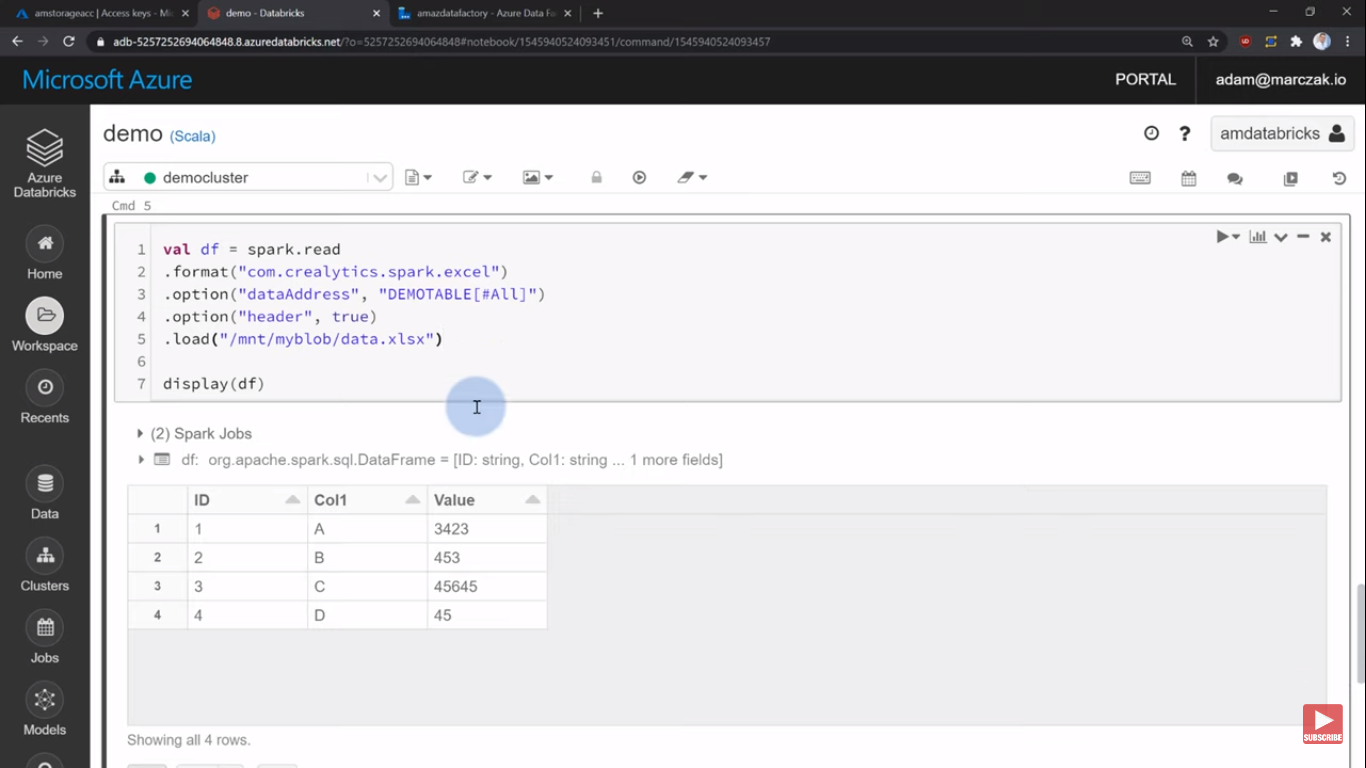 amstorageacc | Access keys - Mi
demo - Databricks
amazdatafactory - Azure Data Fa
adb-5257252694064848.8.azuredatabricks.net/?o=5257252694064848#notebook/1545940524093451/command/1545940524093457
Microsoft Azure
PORTAL
adam@marczak.io
Azure
Databricks
Home
Workspace
Recents
Data
Clusters
Jobs
Models
demo (Scala)
? amdatabricks
democluster
Cmd 5
1 val df = spark.read
2 .format("com.crealytics.spark.excel")
3 .option("dataAddress", "DEMOTABLE[#All]")
4 .option("header", true)
5 .load("/mnt/myblob/data.xlsx")
6
7 display(df)
(2) Spark Jobs
df: org.apache.spark.sql.DataFrame = [ID: string, Col1: string ... 1 more fields]
ID Col1 Value
1 1 A 3423
2 2 B 453
3 3 C 45645
4 4 D 45
Showing all 4 rows.
SUBSCRIBE